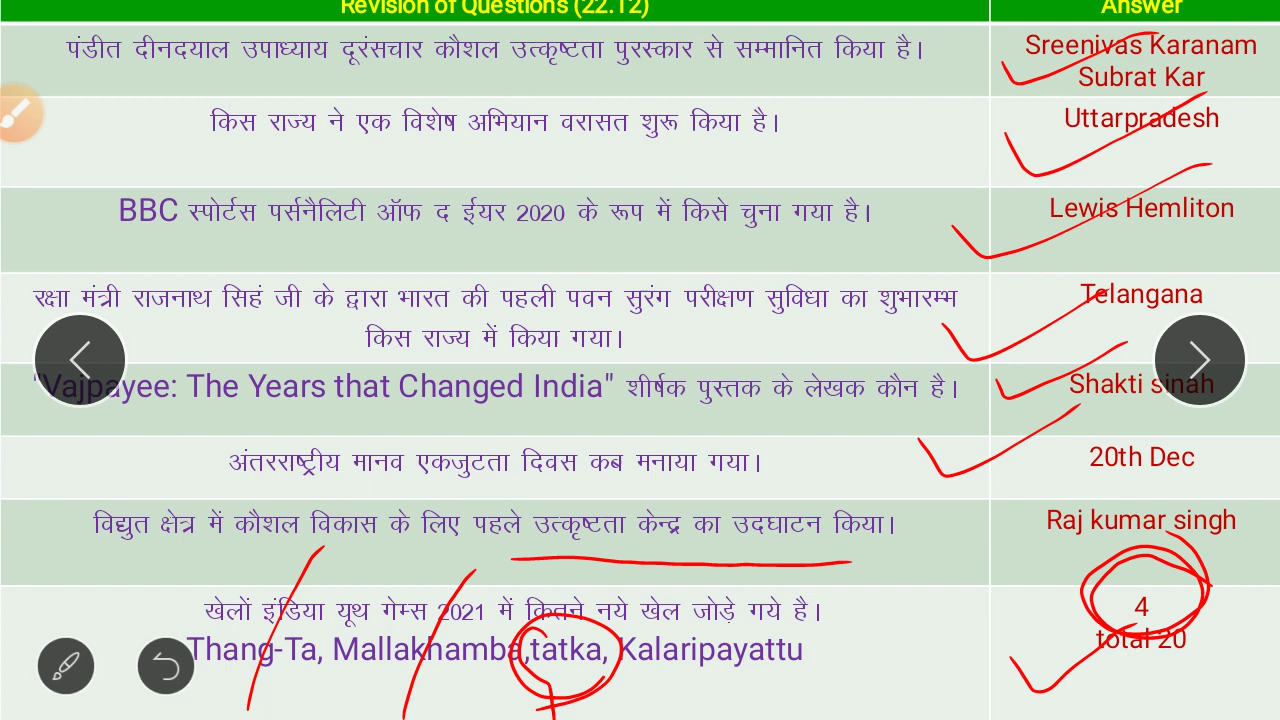 Revision of Questions (22.12) Answer
पंडीत दीनदयाल उपाध्याय दूरंसचार कौशल उत्कृष्टता पुरस्कार से सम्मानित किया है। Sreenivas Karanam
Subrat Kar
किस राज्य ने एक विशेष अभियान वरासत शुरू किया है। Uttarpradesh
BBC स्पोर्टस पर्सनैलिटी ऑफ द ईयर 2020 के रूप में किसे चुना गया है। Lewis Hemliton
रक्षा मंत्री राजनाथ सिहं जी के द्वारा भारत की पहली पवन सुरंग परीक्षण सुविधा का शुभारम्भ Telangana
किस राज्य में किया गया।
"Vajpayee: The Years that Changed India" शीर्षक पुस्तक के लेखक कौन है। Shakti sinah
अंतरराष्ट्रीय मानव एकजुटता दिवस कब मनाया गया। 20th Dec
विद्युत क्षेत्र में कौशल विकास के लिए पहले उत्कृष्टता केन्द्र का उदघाटन किया। Raj kumar singh
खेलों इंडिया यूथ गेम्स 2021 में कितने नये खेल जोड़े गये है। 4
Thang-Ta, Mallakhamba,tatka, Kalaripayattu total 20